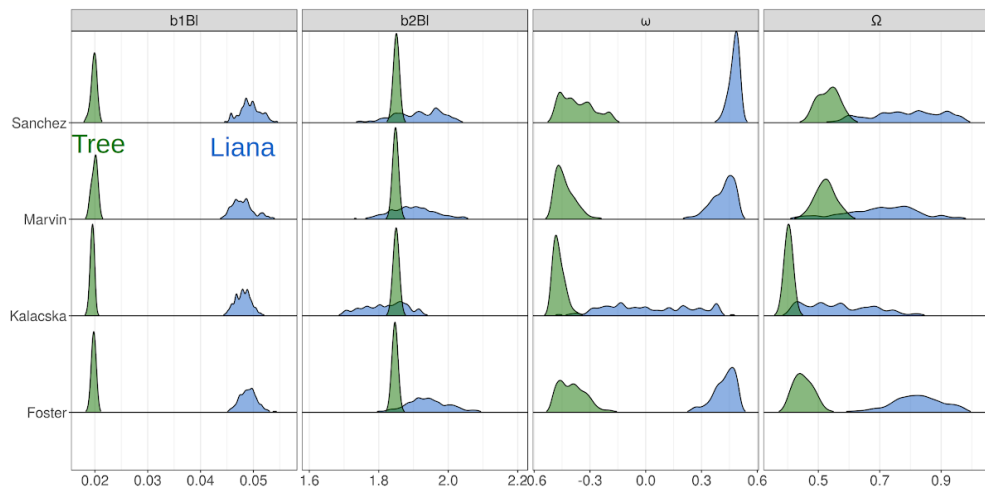 b1Bl b2Bl ω Ω
Sanchez
Tree Liana
Marvin
Kalacska
Foster
0.02 0.03 0.04 0.05 1.6 1.8 2.0 2.20.6 -0.3 0.0 0.3 0.6 0.5 0.7 0.9